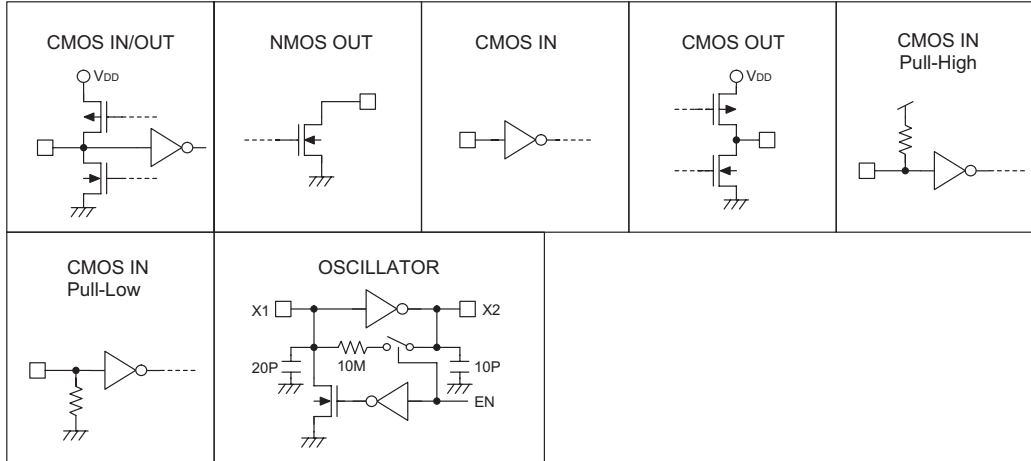 CMOS IN/OUT
VDD
NMOS OUT
CMOS IN
CMOS OUT
VDD
CMOS IN
Pull-High
CMOS IN
Pull-Low
OSCILLATOR
X1
X2
20P
10M
10P
EN